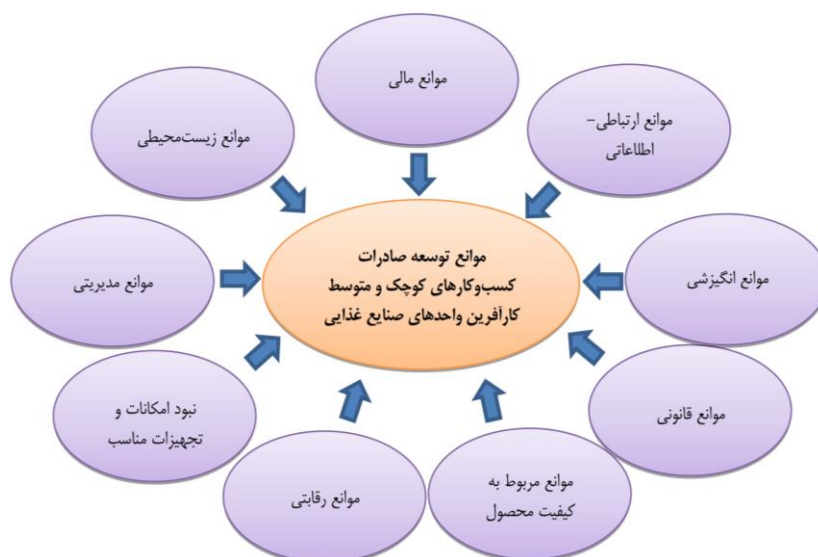 موانع مالی
موانع ارتباطی-
اطلاعاتی
موانع زیست‌محیطی
موانع توسعه صادرات
کسب‌وکارهای کوچک و متوسط
کارآفرین واحدهای صنایع غذایی
موانع انگیزشی
موانع مدیریتی
موانع قانونی
نبود امکانات و
تجهیزات مناسب
موانع مربوط به
کیفیت محصول
موانع رقابتی